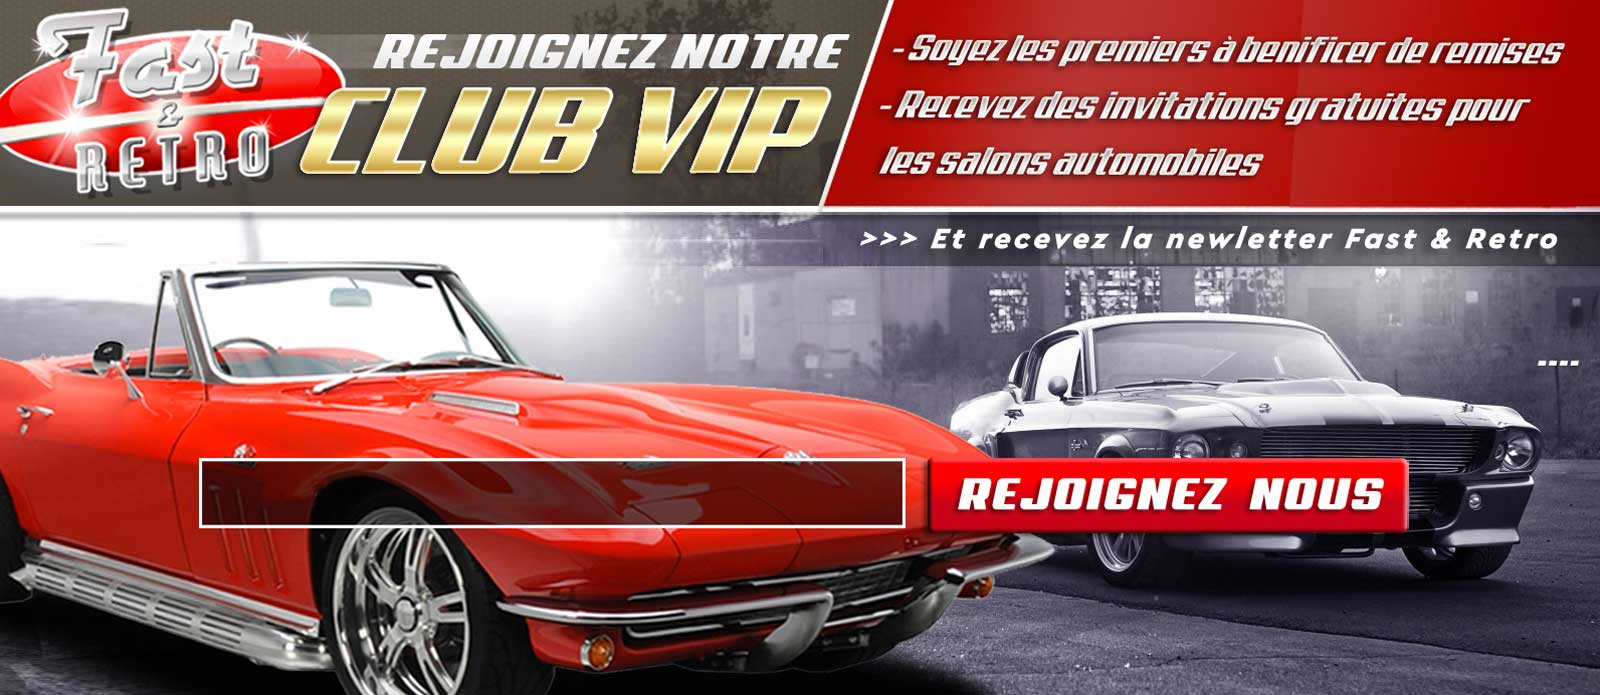 Fast
&
RETRO
REJOIGNEZ NOTRE
CLUB VIP
- Soyez les premiers à benificer de remises
- Recevez des invitations gratuites pour
les salons automobiles
>>> Et recevez la newletter Fast & Retro
....
REJOIGNEZ NOUS